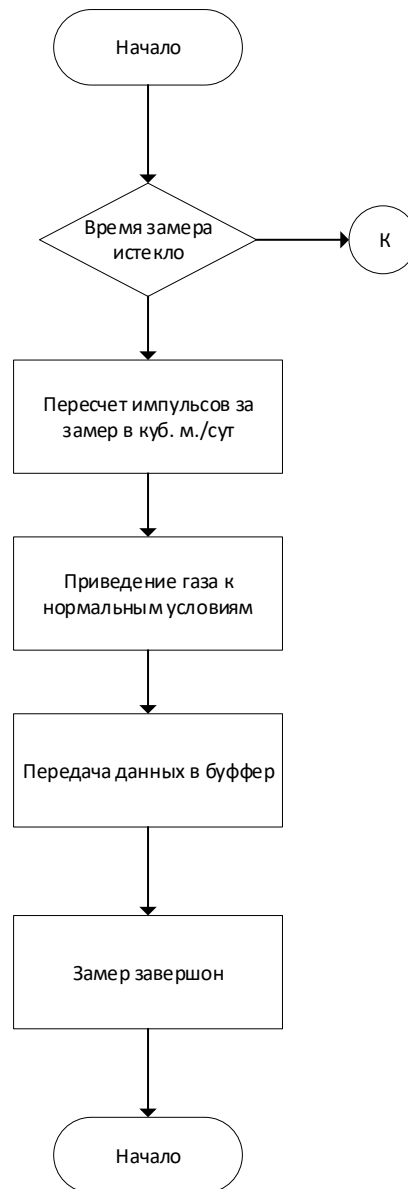 Начало
Время замера
истекло
К
Пересчет импульсов за
замер в куб. м./сут
Приведение газа к
нормальным условиям
Передача данных в буффер
Замер завершон
Начало